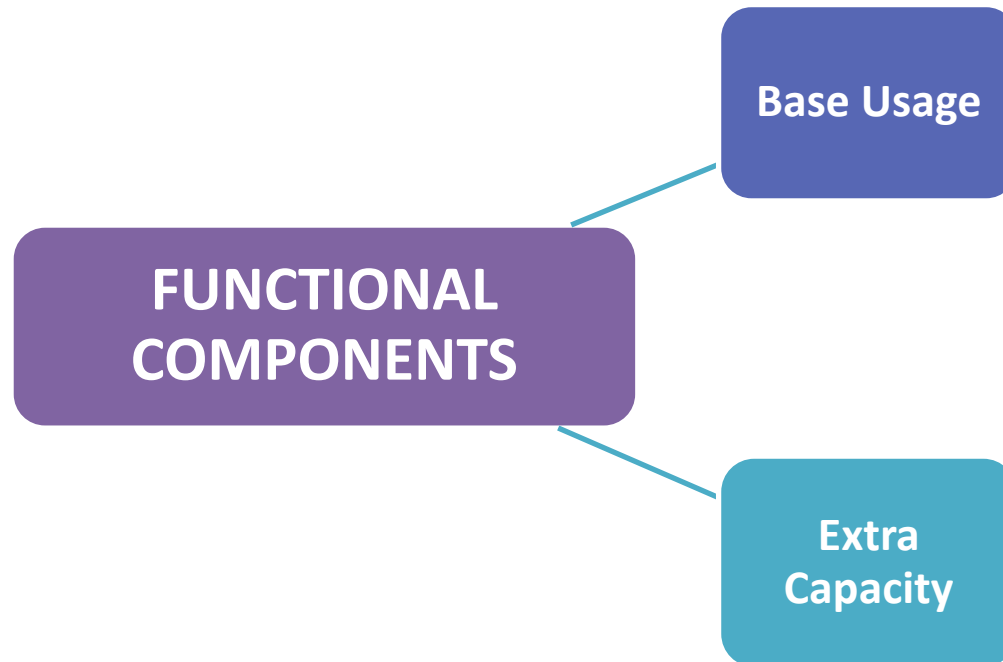 Base Usage
FUNCTIONAL
COMPONENTS
Extra
Capacity